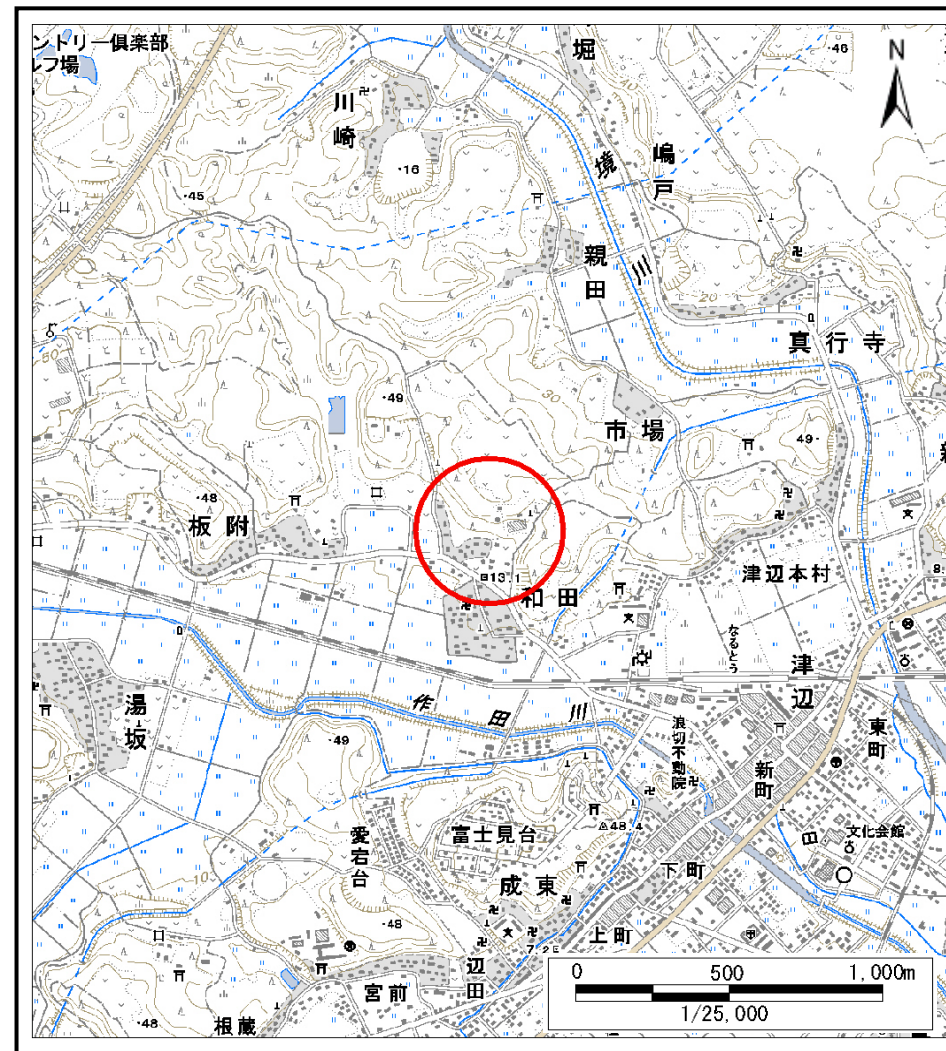 ントリー倶楽部
ルフ場
堀
・46
N
川崎
境川
嶋戸
・16
・45
親田
20
真行寺
50
・49
市場
49・
・48
板附
13.1
和田
津辺本村
8.
なるとう
津辺
湯坂
作田川
浪切不動院
東町
・49
新町
愛宕台
富士見台
48.4
文化会館
成東
下町
10
・48
上町
7.2
辺田
宮前
・48
根蔵
0 500 1,000m
1/25,000